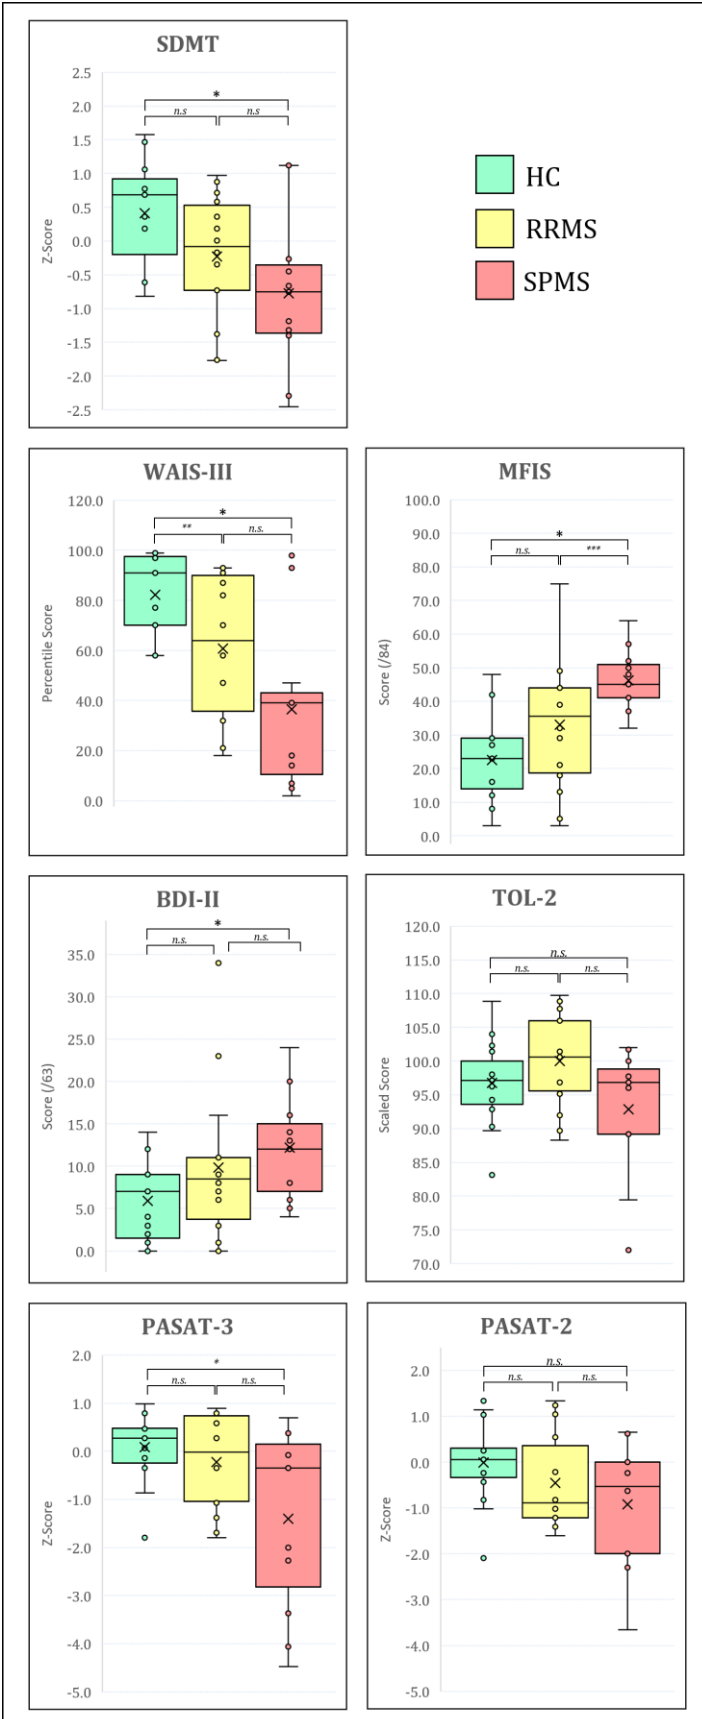 SDMT
2.5
2.0
1.5
1.0
0.5
0.0
-0.5
-1.0
-1.5
-2.0
-2.5
Z-Score
*
n.s
n.s
HC
RRMS
SPMS
WAIS-III
120.0
100.0
80.0
60.0
40.0
20.0
0.0
Percentile Score
*
**
n.s.
MFIS
100.0
90.0
80.0
70.0
60.0
50.0
40.0
30.0
20.0
10.0
0.0
Score (/84)
*
n.s.
***
BDI-II
35.0
30.0
25.0
20.0
15.0
10.0
5.0
0.0
Score (/63)
*
n.s.
n.s.
TOL-2
120.0
115.0
110.0
105.0
100.0
95.0
90.0
85.0
80.0
75.0
70.0
Scaled Score
n.s.
n.s.
n.s.
PASAT-3
2.0
1.0
0.0
-1.0
-2.0
-3.0
-4.0
-5.0
Z-Score
*
n.s.
n.s.
PASAT-2
2.0
1.0
0.0
-1.0
-2.0
-3.0
-4.0
-5.0
Z-Score
n.s.
n.s.
n.s.